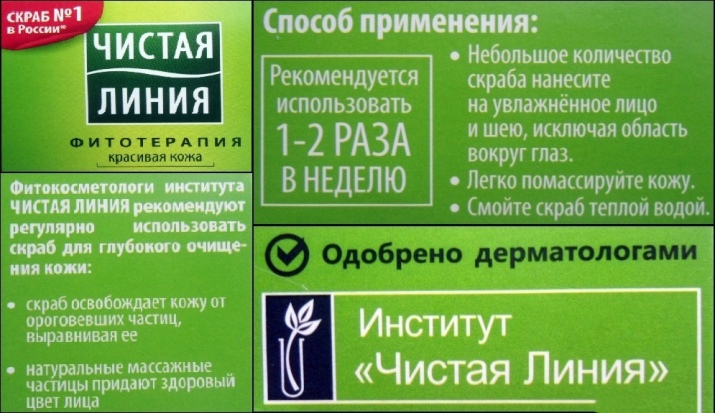 СКРАБ №1
в России*
ЧИСТАЯ
ЛИНИЯ
ФИТОТЕРАПИЯ
красивая кожа
Фитокосметологи института
ЧИСТАЯ ЛИНИЯ рекомендуют
регулярно использовать
скраб для глубокого очище-
ния кожи:
• скраб освобождает кожу от
ороговевших частиц,
выравнивая ее
• натуральные массажные
частицы придают здоровый
цвет лица
Способ применения:
Рекомендуется
использовать
1-2 РАЗА
В НЕДЕЛЮ
• Небольшое количество
скраба нанесите
на увлажнённое лицо
и шею, исключая область
вокруг глаз.
• Легко помассируйте кожу.
• Смойте скраб теплой водой.
Одобрено дерматологами
Институт
«Чистая Линия»